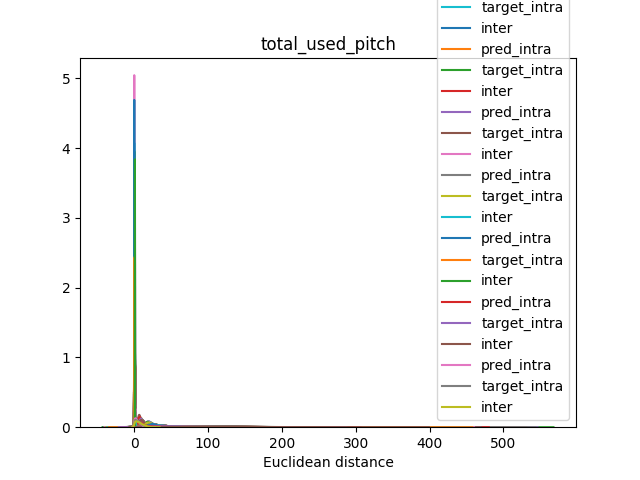 total_used_pitch
target_intra
inter
pred_intra
target_intra
inter
pred_intra
target_intra
inter
pred_intra
target_intra
inter
pred_intra
target_intra
inter
pred_intra
target_intra
inter
pred_intra
target_intra
inter
5
4
3
2
1
0
0
100
200
300
400
500
Euclidean distance